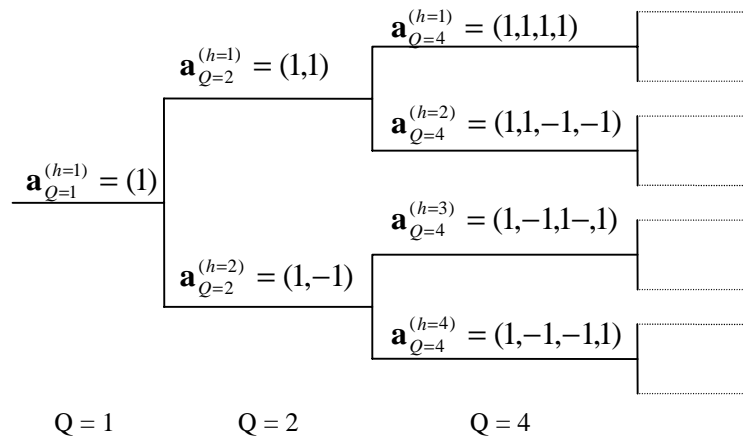 a_{Q=4}^{(h=1)} = (1,1,1,1)
a_{Q=2}^{(h=1)} = (1,1)
a_{Q=4}^{(h=2)} = (1,1,−1,−1)
a_{Q=1}^{(h=1)} = (1)
a_{Q=4}^{(h=3)} = (1,−1,1−,1)
a_{Q=2}^{(h=2)} = (1,−1)
a_{Q=4}^{(h=4)} = (1,−1,−1,1)
Q = 1 Q = 2 Q = 4